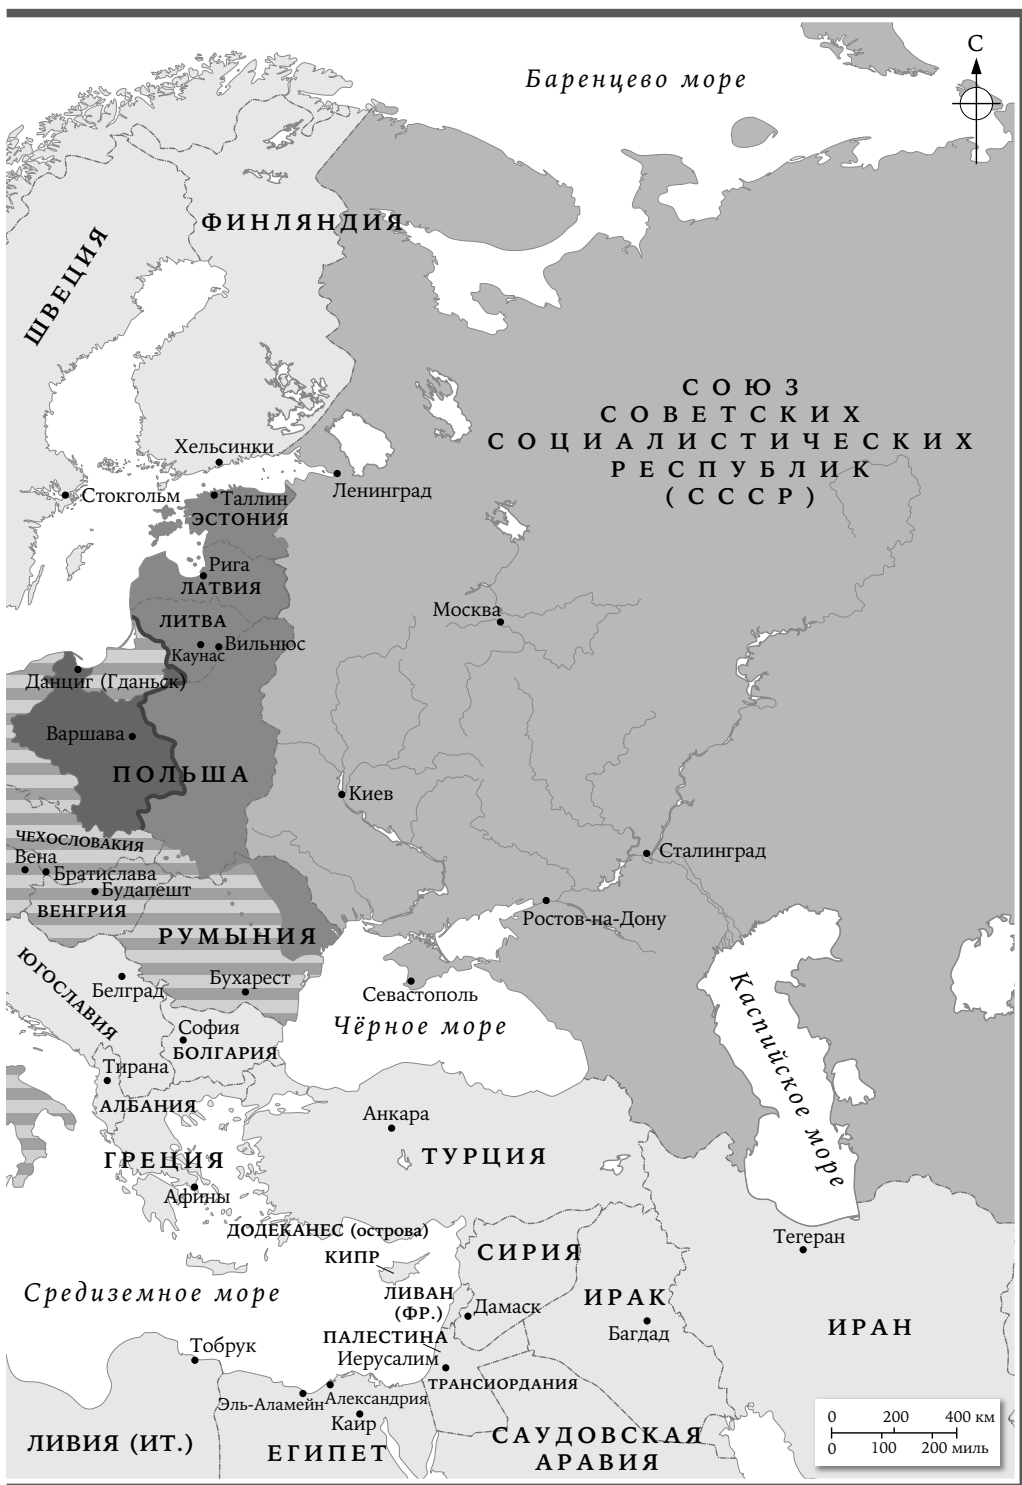 С
Баренцево море
ФИНЛЯНДИЯ
ШВЕЦИЯ
СОЮЗ
СОВЕТСКИХ
СОЦИАЛИСТИЧЕСКИХ
РЕСПУБЛИК
(СССР)
Хельсинки
Стокгольм
Таллин
Ленинград
ЭСТОНИЯ
Рига
ЛАТВИЯ
Москва
ЛИТВА
Вильнюс
Каунас
Данциг (Гданьск)
Варшава
ПОЛЬША
Киев
ЧЕХОСЛОВАКИЯ
Сталинград
Вена
Братислава
Будапешт
ВЕНГРИЯ
Ростов-на-Дону
РУМЫНИЯ
ЮГОСЛАВИЯ
Белград
Бухарест
Севастополь
Каспийское море
София
Чёрное море
БОЛГАРИЯ
Тирана
АЛБАНИЯ
Анкара
ГРЕЦИЯ
ТУРЦИЯ
Афины
ДОДЕКАНЕС (острова)
Тегеран
КИПР
СИРИЯ
Средиземное море
ЛИВАН
(ФР.)
Дамаск
ИРАК
Багдад
ИРАН
ПАЛЕСТИНА
Тобрук
Иерусалим
ТРАНСИОРДАНИЯ
Эль-Аламейн
Александрия
Каир
ЛИВИЯ (ИТ.)
ЕГИПЕТ
САУДОВСКАЯ
АРАВИЯ
0 200 400 км
0 100 200 миль